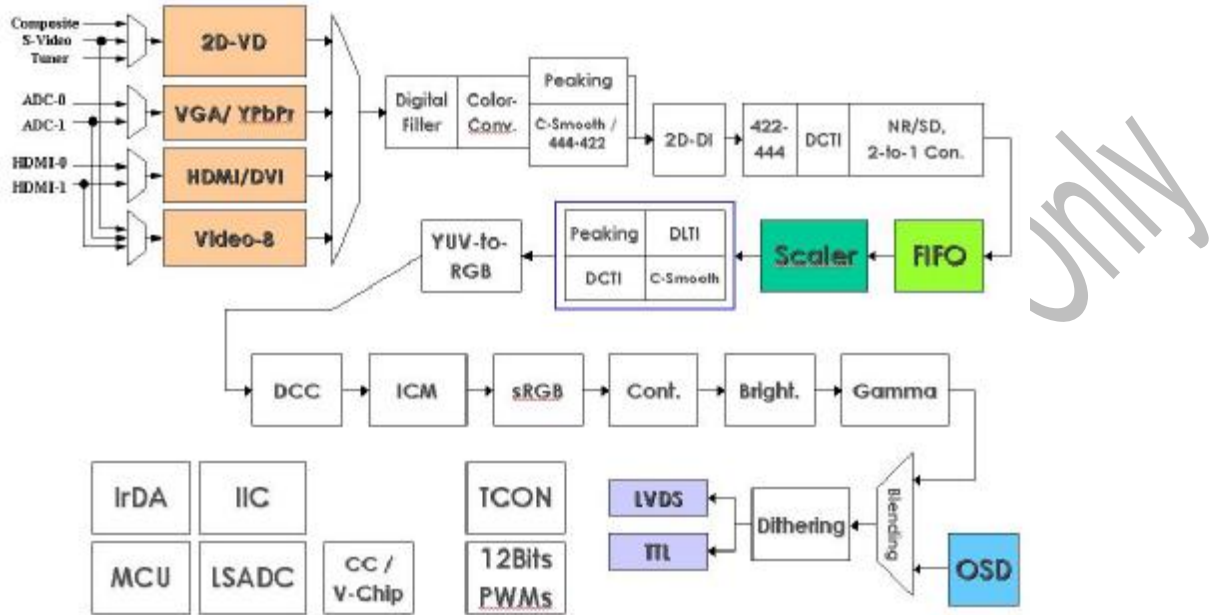 Composite
S-Video
Tuner
2D-VD
ADC-0
ADC-1
VGA/ YPbPr
HDMI-0
HDMI-1
HDMI/DVI
Video-8
Digital
Filler
Color-
Conv.
Peaking
C-Smooth /
444-422
2D-DI
422-
444
DCTI
NR/SD,
2-to-1 Con.
FIFO
Scaler
Peaking
DLTI
DCTI
C-Smooth
YUV-to-
RGB
DCC
ICM
sRGB
Cont.
Bright.
Gamma
Blending
OSD
Dithering
LVDS
TTL
IrDA
IIC
TCON
MCU
LSADC
CC /
V-Chip
12Bits
PWMs
Only